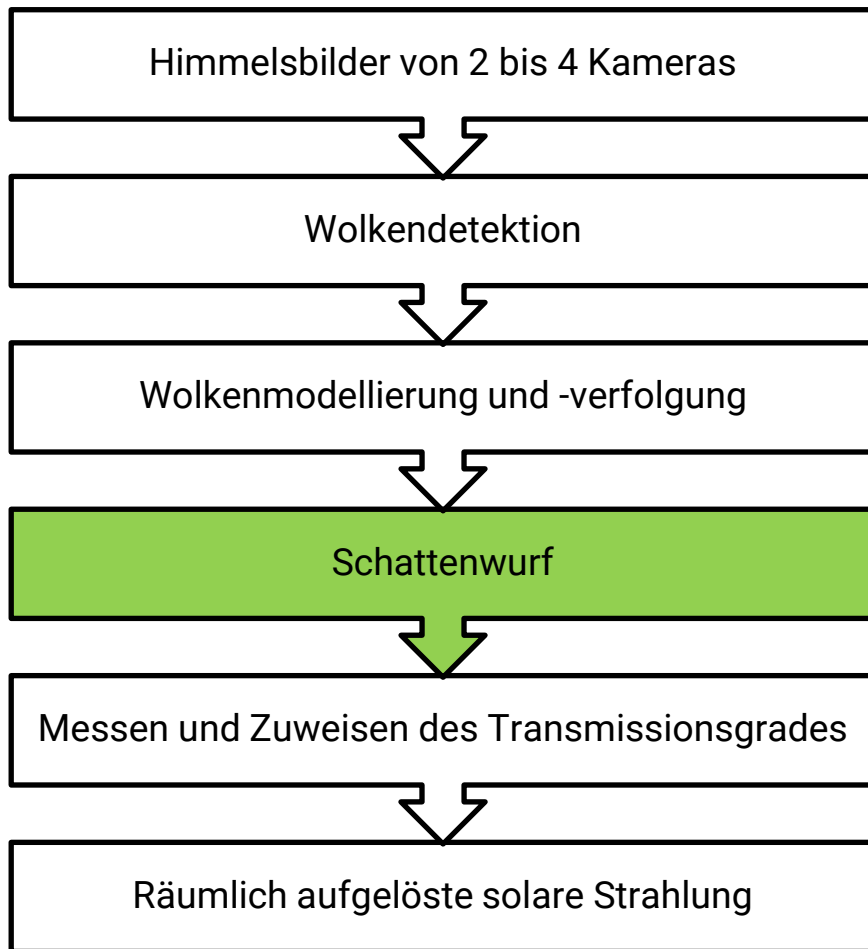 Himmelsbilder von 2 bis 4 Kameras
Wolkendetektion
Wolkenmodellierung und -verfolgung
Schattenwurf
Messen und Zuweisen des Transmissionsgrades
Räumlich aufgelöste solare Strahlung